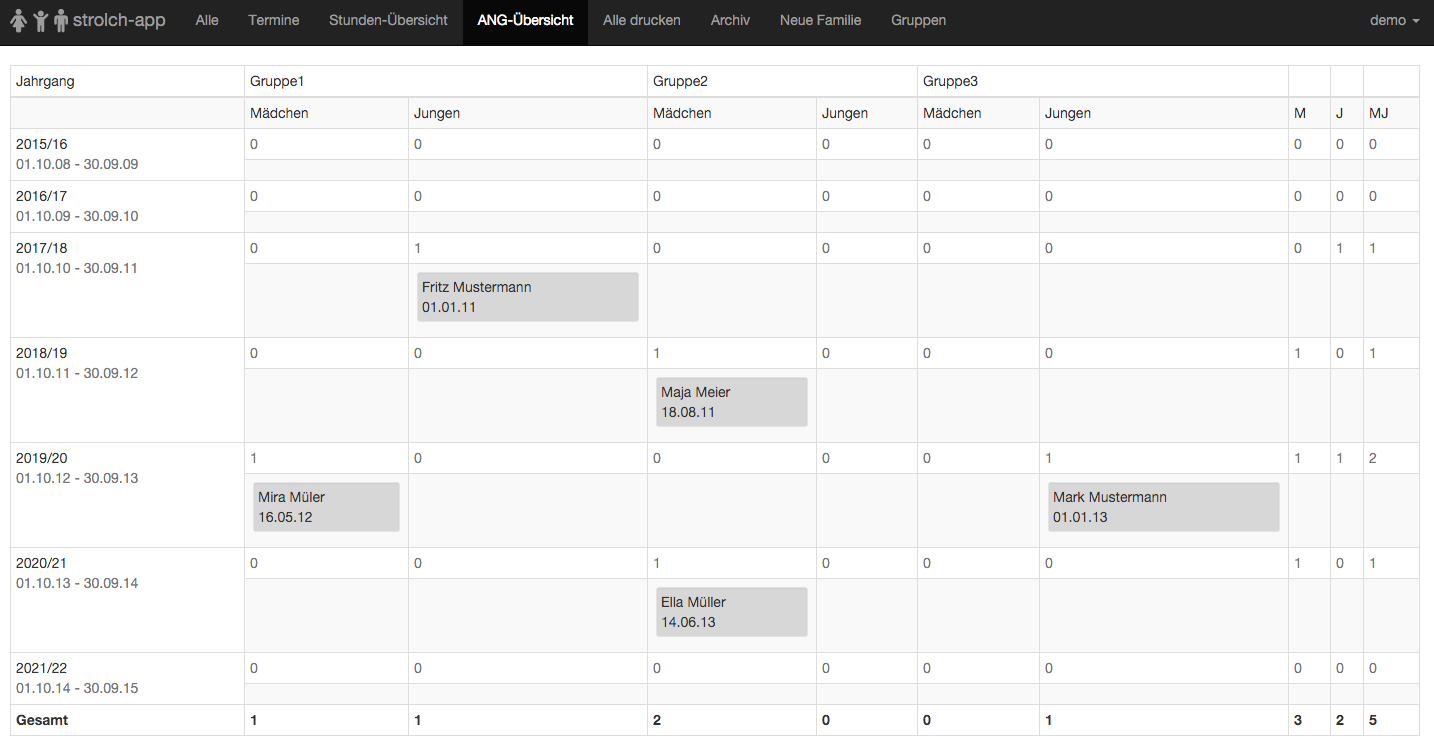 strolch-app Alle Termine Stunden-Übersicht ANG-Übersicht Alle drucken Archiv Neue Familie Gruppen demo
Jahrgang Gruppe1 Gruppe2 Gruppe3
Mädchen Jungen Mädchen Jungen Mädchen Jungen M J MJ
2015/16 0 0 0 0 0 0 0 0 0
01.10.08 - 30.09.09
2016/17 0 0 0 0 0 0 0 0 0
01.10.09 - 30.09.10
2017/18 0 1 0 0 0 0 0 1 1
01.10.10 - 30.09.11
Fritz Mustermann
01.01.11
2018/19 0 0 1 0 0 0 1 0 1
01.10.11 - 30.09.12
Maja Meier
18.08.11
2019/20 1 0 0 0 0 1 1 1 2
01.10.12 - 30.09.13
Mira Müler Mark Mustermann
16.05.12 01.01.13
2020/21 0 0 1 0 0 0 1 0 1
01.10.13 - 30.09.14
Ella Müller
14.06.13
2021/22 0 0 0 0 0 0 0 0 0
01.10.14 - 30.09.15
Gesamt 1 1 2 0 0 1 3 2 5